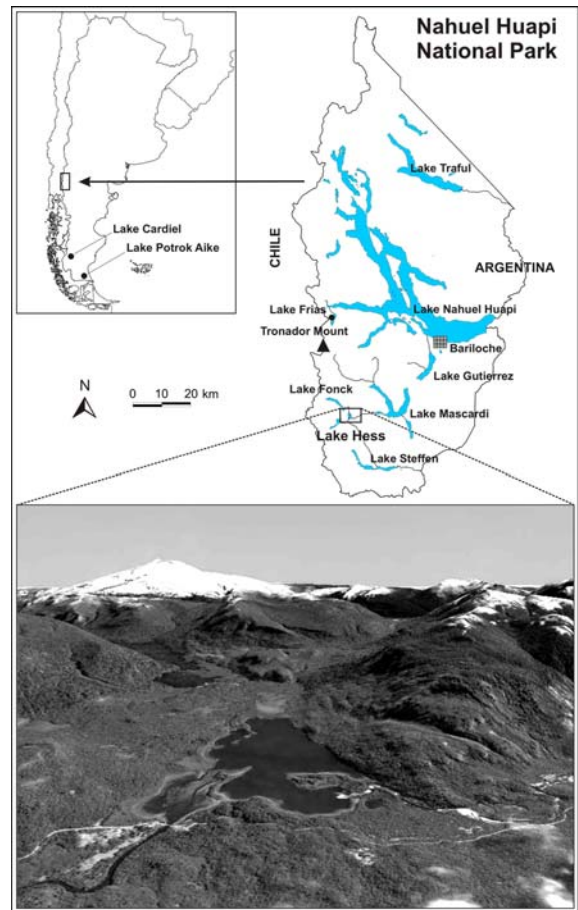 Nahuel Huapi
National Park
Lake Traful
Lake Cardiel
Lake Potrok Aike
CHILE
ARGENTINA
Lake Frías
Lake Nahuel Huapi
Tronador Mount
Bariloche
Lake Gutierrez
N
0 10 20 km
Lake Fonck
Lake Mascardi
Lake Hess
Lake Steffen